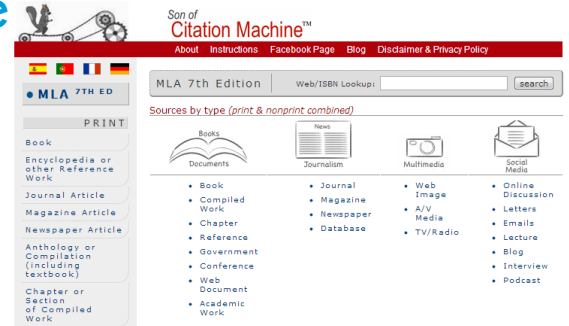 e
Son of
Citation Machine™
About Instructions Facebook Page Blog Disclaimer & Privacy Policy
MLA 7TH ED
MLA 7th Edition
Web/ISBN Lookup:
search
Sources by type (print & nonprint combined)
PRINT
Book
Encyclopedia or
other Reference
Work
Journal Article
Magazine Article
Newspaper Article
Anthology or
Compilation
(including
textbook)
Chapter or
Section
of Compiled
Work
Books
Documents
Book
Compiled
Work
Chapter
Reference
Government
Conference
Web
Document
Academic
Work
News
Journalism
Journal
Magazine
Newspaper
Database
Multimedia
Web
Image
A/V
Media
TV/Radio
Social
Media
Online
Discussion
Letters
Emails
Lecture
Blog
Interview
Podcast